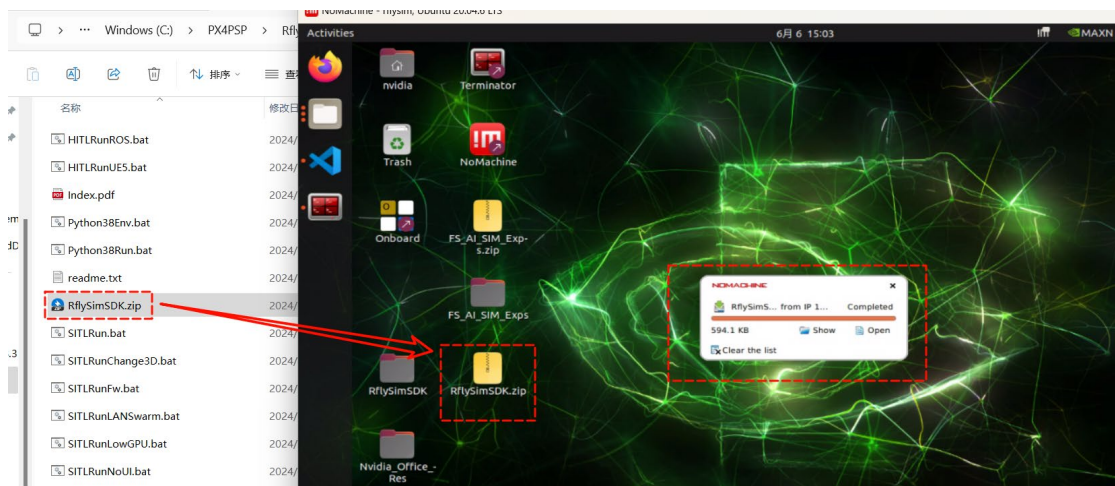 NoMachine - rflysim, Ubuntu 20.04.6 LTS
Windows (C:) > PX4PSP > Rfly
排序
查
名称
修改日
HITLRunROS.bat 2024/
HITLRunUE5.bat 2024/
Index.pdf 2024/
Python38Env.bat 2024/
Python38Run.bat 2024/
readme.txt 2024/
RflySimSDK.zip 2024/
SITLRun.bat 2024/
SITLRunChange3D.bat 2024/
SITLRunFw.bat 2024/
SITLRunLANSwarm.bat 2024/
SITLRunLowGPU.bat 2024/
SITLRunNoUI.bat 2024/
em
dD
.3
Activities
6月 6 15:03
MAXN
nvidia
Terminator
Trash
NoMachine
Onboard
FS_AI_SIM_Exp-
s.zip
FS_AI_SIM_Exps
RflySimSDK
RflySimSDK.zip
Nvidia_Office_-
Res
NOMACHINE
RflySimS... from IP 1... Completed
594.1 KB Show Open
Clear the list